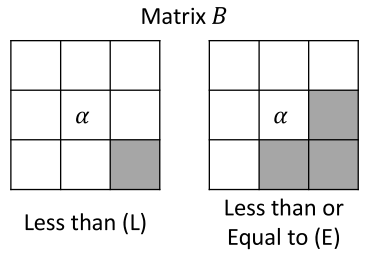 Matrix B
α
α
Less than (L)
Less than or
Equal to (E)